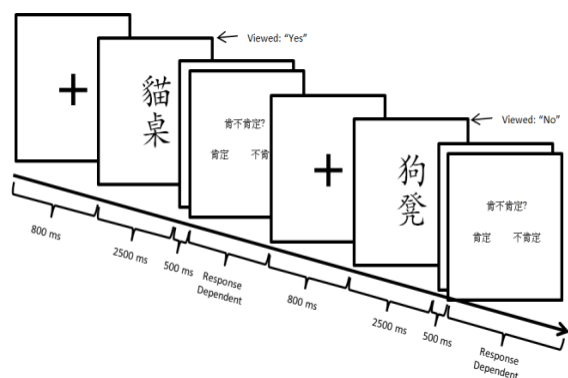 Viewed: “Yes”
貓
桌
肯不肯定?
肯定 不肯
Viewed: “No”
狗
凳
肯不肯定?
肯定 不肯定
800 ms
2500 ms
500 ms
Response
Dependent
800 ms
2500 ms
500 ms
Response
Dependent